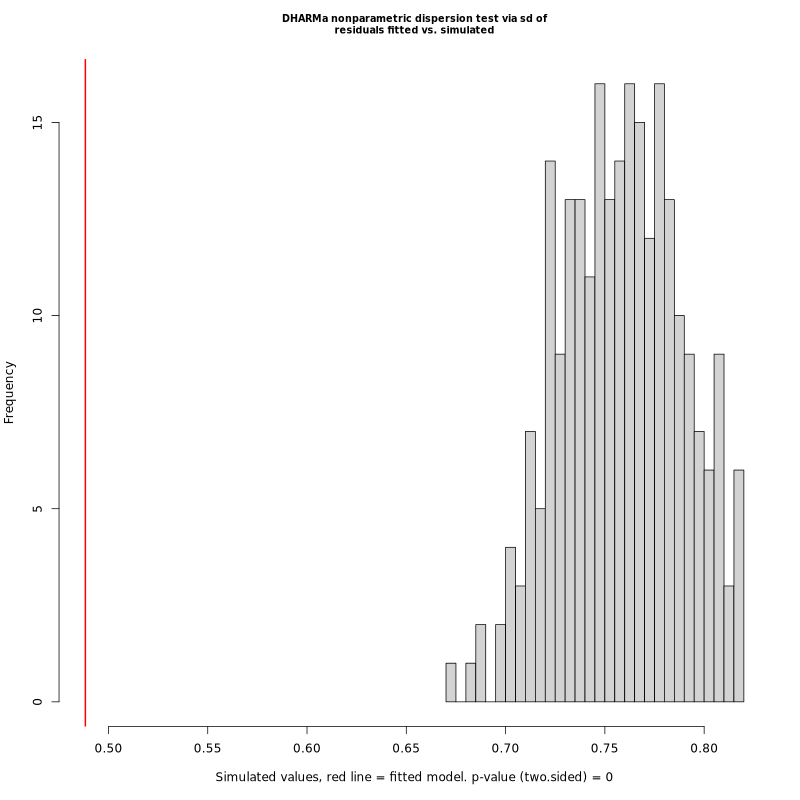 DHARMa nonparametric dispersion test via sd of
residuals fitted vs. simulated
Frequency
15
10
5
0
0.50 0.55 0.60 0.65 0.70 0.75 0.80
Simulated values, red line = fitted model. p-value (two.sided) = 0